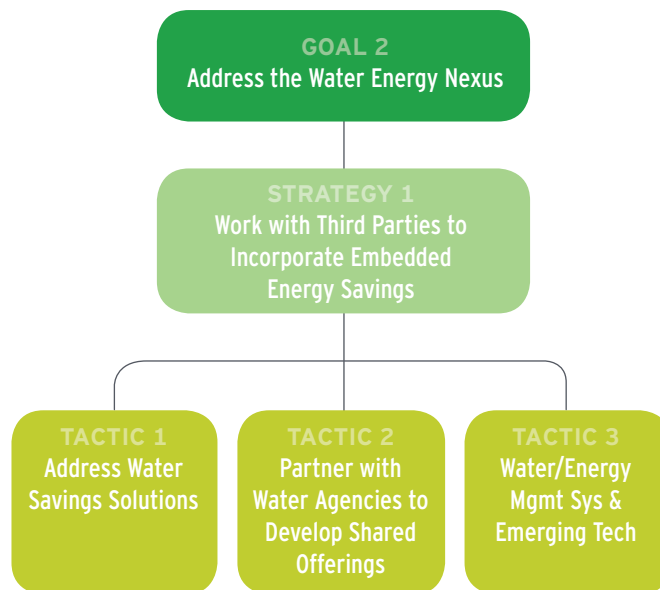 GOAL 2
Address the Water Energy Nexus
STRATEGY 1
Work with Third Parties to
Incorporate Embedded
Energy Savings
TACTIC 1
Address Water
Savings Solutions
TACTIC 2
Partner with
Water Agencies to
Develop Shared
Offerings
TACTIC 3
Water/Energy
Mgmt Sys &
Emerging Tech